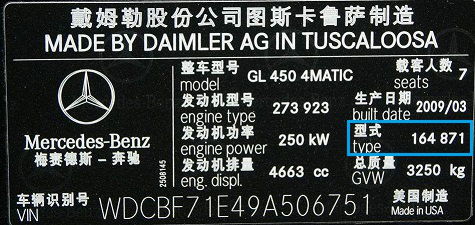 戴姆勒股份公司图斯卡鲁萨制造
MADE BY DAIMLER AG IN TUSCALOOSA
Mercedes-Benz
梅赛德斯-奔驰
整车型号 GL 450 4MATIC 载客人数 7
model seats
发动机型号 273 923 生产日期 2009/03
engine type built date
发动机功率 250 kW 型式 164 871
engine power type
发动机排量 4663 cc 总质量 3250 kg
eng. displ. GVW
2508145
车辆识别号 WDCBF71E49A506751 美国制造
VIN Made in USA